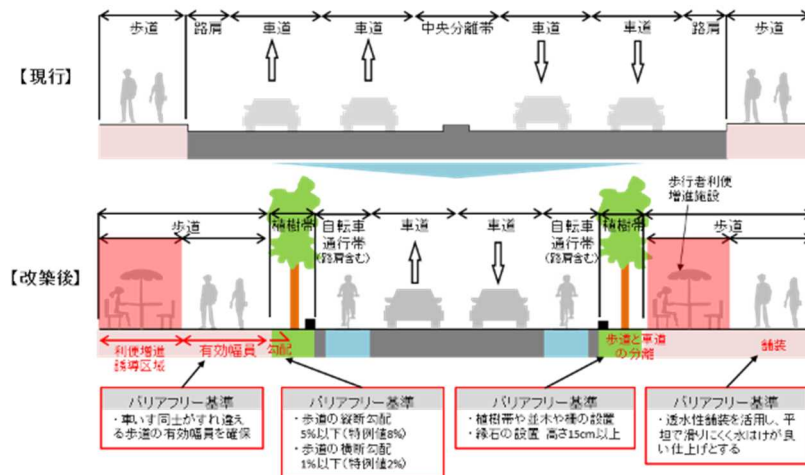 歩道 路肩 車道 車道 中央分離帯 車道 車道 路肩 歩道
【現行】
歩行者利便
増進施設
歩道 植樹帯 自転車
通行帯
(路肩含む) 車道 車道 自転車
通行帯
(路肩含む) 植樹帯 歩道
【改築後】
利便増進
誘導区域
有効幅員
勾配
歩道と車道
の分離
舗装
バリアフリー基準
・車いす同士がすれ違え
る歩道の有効幅員を確保
バリアフリー基準
・歩道の縦断勾配
5%以下(特例値8%)
・歩道の横断勾配
1%以下(特例値2%)
バリアフリー基準
・植樹帯や並木や柵の設置
・縁石の設置 高さ15cm以上
バリアフリー基準
・透水性舗装を活用し、平
坦で滑りにくく水はけが良
い仕上げとする